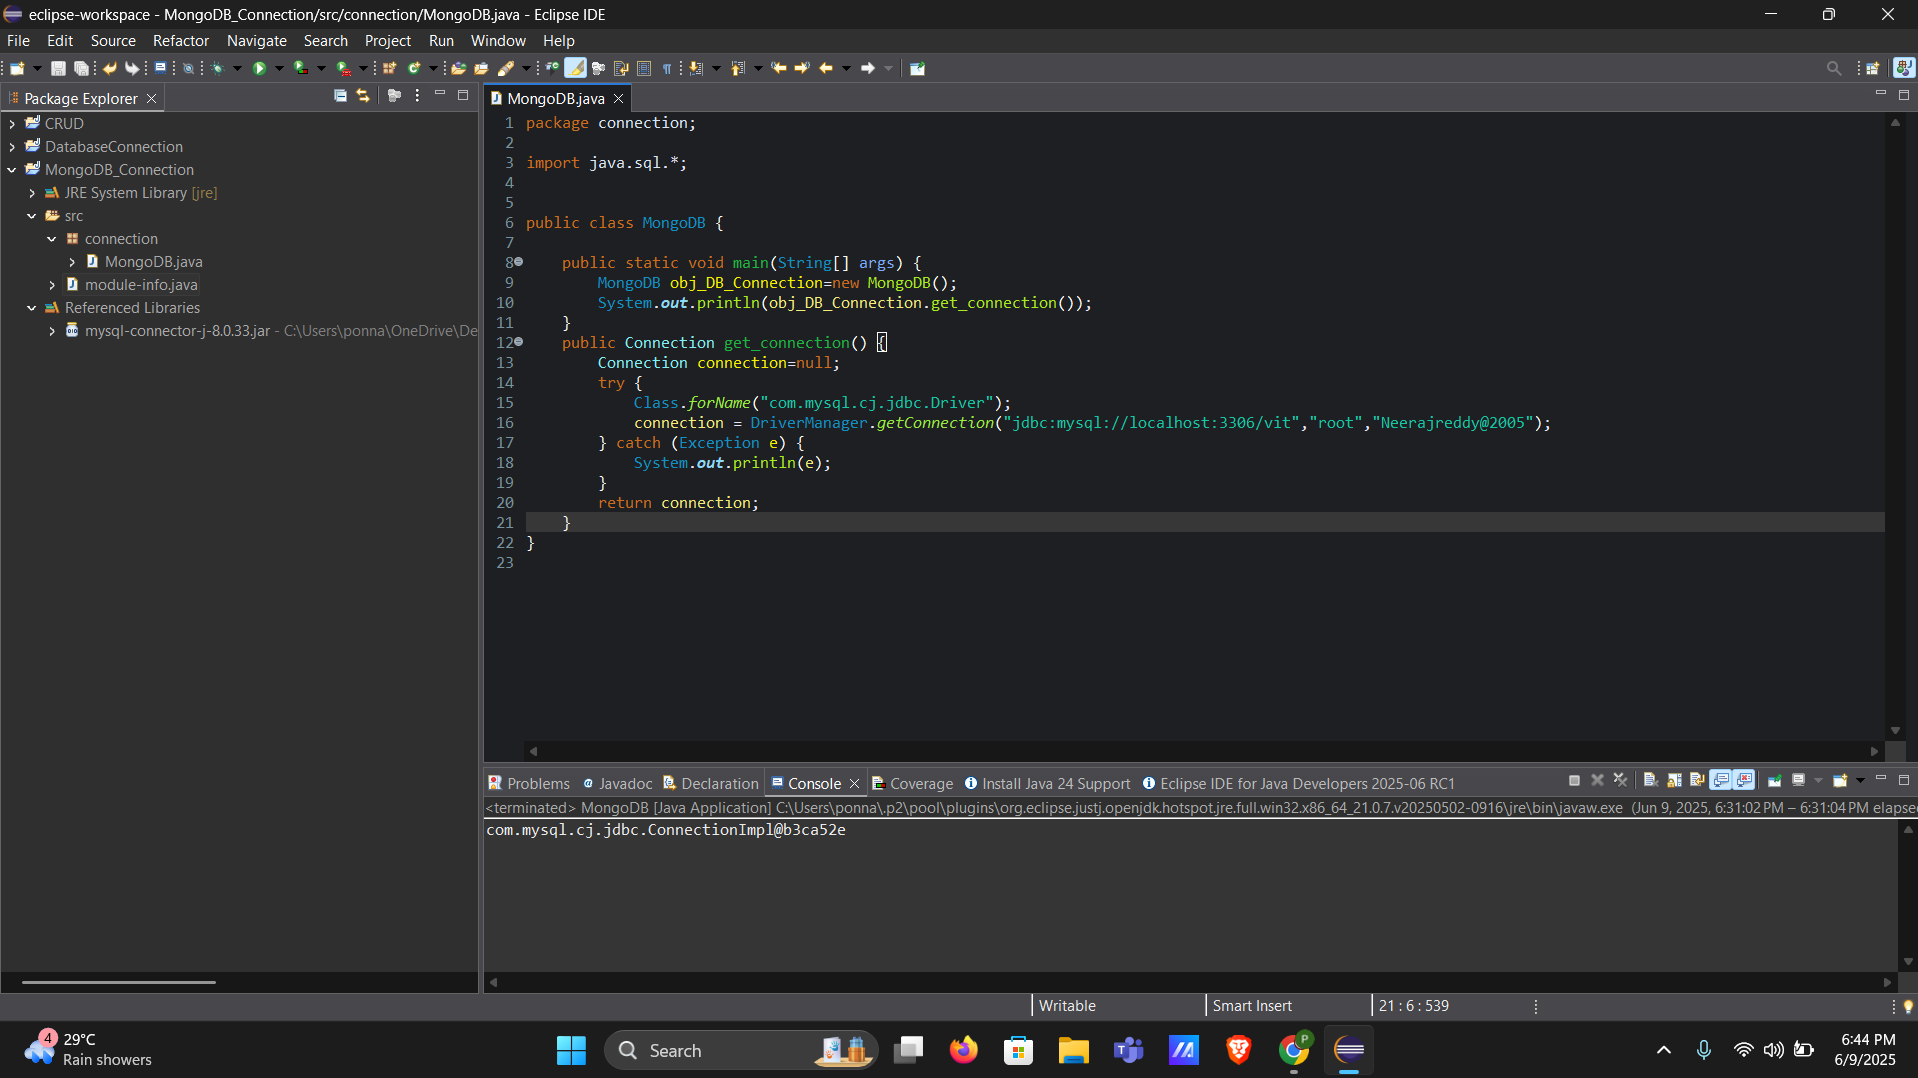 eclipse-workspace - MongoDB_Connection/src/connection/MongoDB.java - Eclipse IDE
File Edit Source Refactor Navigate Search Project Run Window Help
Package Explorer
CRUD
DatabaseConnection
MongoDB_Connection
JRE System Library [jre]
src
connection
MongoDB.java
module-info.java
Referenced Libraries
mysql-connector-j-8.0.33.jar - C:\Users\ponna\OneDrive\De
MongoDB.java
1 package connection;
2
3 import java.sql.*;
4
5
6 public class MongoDB {
7
8 public static void main(String[] args) {
9 MongoDB obj_DB_Connection=new MongoDB();
10 System.out.println(obj_DB_Connection.get_connection());
11 }
12 public Connection get_connection() {
13 Connection connection=null;
14 try {
15 Class.forName("com.mysql.cj.jdbc.Driver");
16 connection = DriverManager.getConnection("jdbc:mysql://localhost:3306/vit","root","Neerajreddy@2005");
17 } catch (Exception e) {
18 System.out.println(e);
19 }
20 return connection;
21 }
22 }
23
Problems Javadoc Declaration Console Coverage Install Java 24 Support Eclipse IDE for Java Developers 2025-06 RC1
<terminated> MongoDB [Java Application] C:\Users\ponna\.p2\pool\plugins\org.eclipse.justj.openjdk.hotspot.jre.full.win32.x86_64_21.0.7.v20250502-0916\jre\bin\javaw.exe (Jun 9, 2025, 6:31:02 PM – 6:31:04 PM elapsed
com.mysql.cj.jdbc.ConnectionImpl@b3ca52e
Writable Smart Insert 21 : 6 : 539
4
29°C
Rain showers
Search
P
6:44 PM
6/9/2025